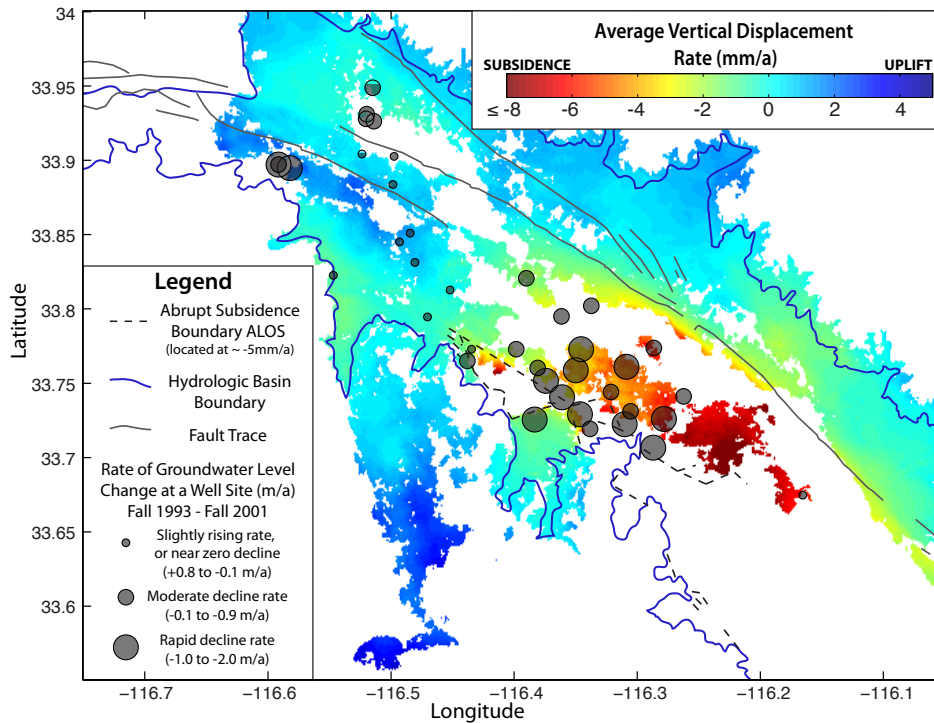 Average Vertical Displacement
Rate (mm/a)
SUBSIDENCE
UPLIFT
≤ -8
-6
-4
-2
0
2
4
34
33.95
33.9
33.85
33.8
33.75
33.7
33.65
33.6
Latitude
Legend
Abrupt Subsidence
Boundary ALOS
(located at ~ -5mm/a)
Hydrologic Basin
Boundary
Fault Trace
Rate of Groundwater Level
Change at a Well Site (m/a)
Fall 1993 - Fall 2001
Slightly rising rate,
or near zero decline
(+0.8 to -0.1 m/a)
Moderate decline rate
(-0.1 to -0.9 m/a)
Rapid decline rate
(-1.0 to -2.0 m/a)
−116.7
−116.6
−116.5
−116.4
−116.3
−116.2
−116.1
Longitude